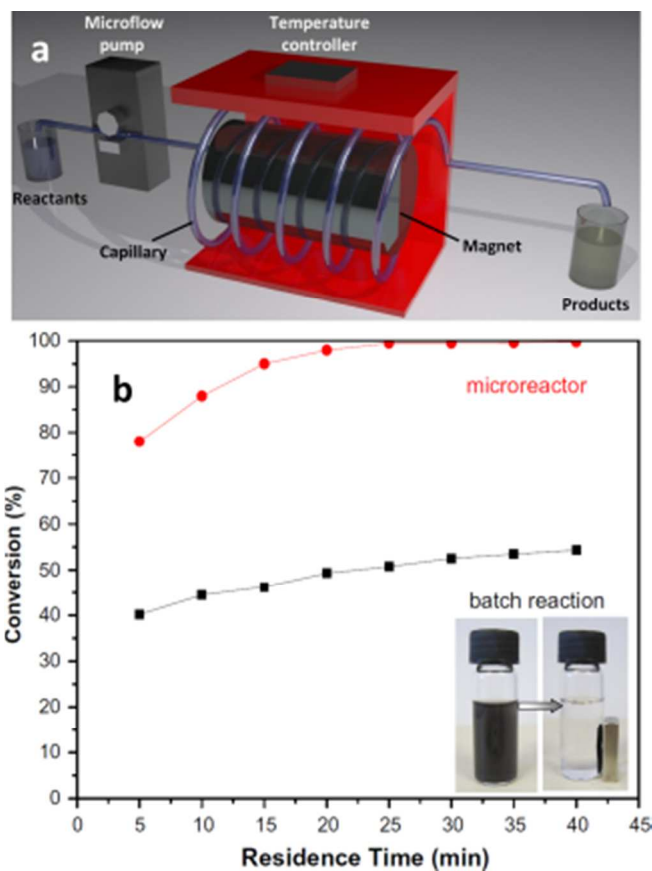 a
Microflow
pump
Temperature
controller
Reactants
Capillary
Magnet
Products
b
microreactor
batch reaction
Conversion (%)
100
90
80
70
60
50
40
30
20
10
0
0 5 10 15 20 25 30 35 40 45
Residence Time (min)